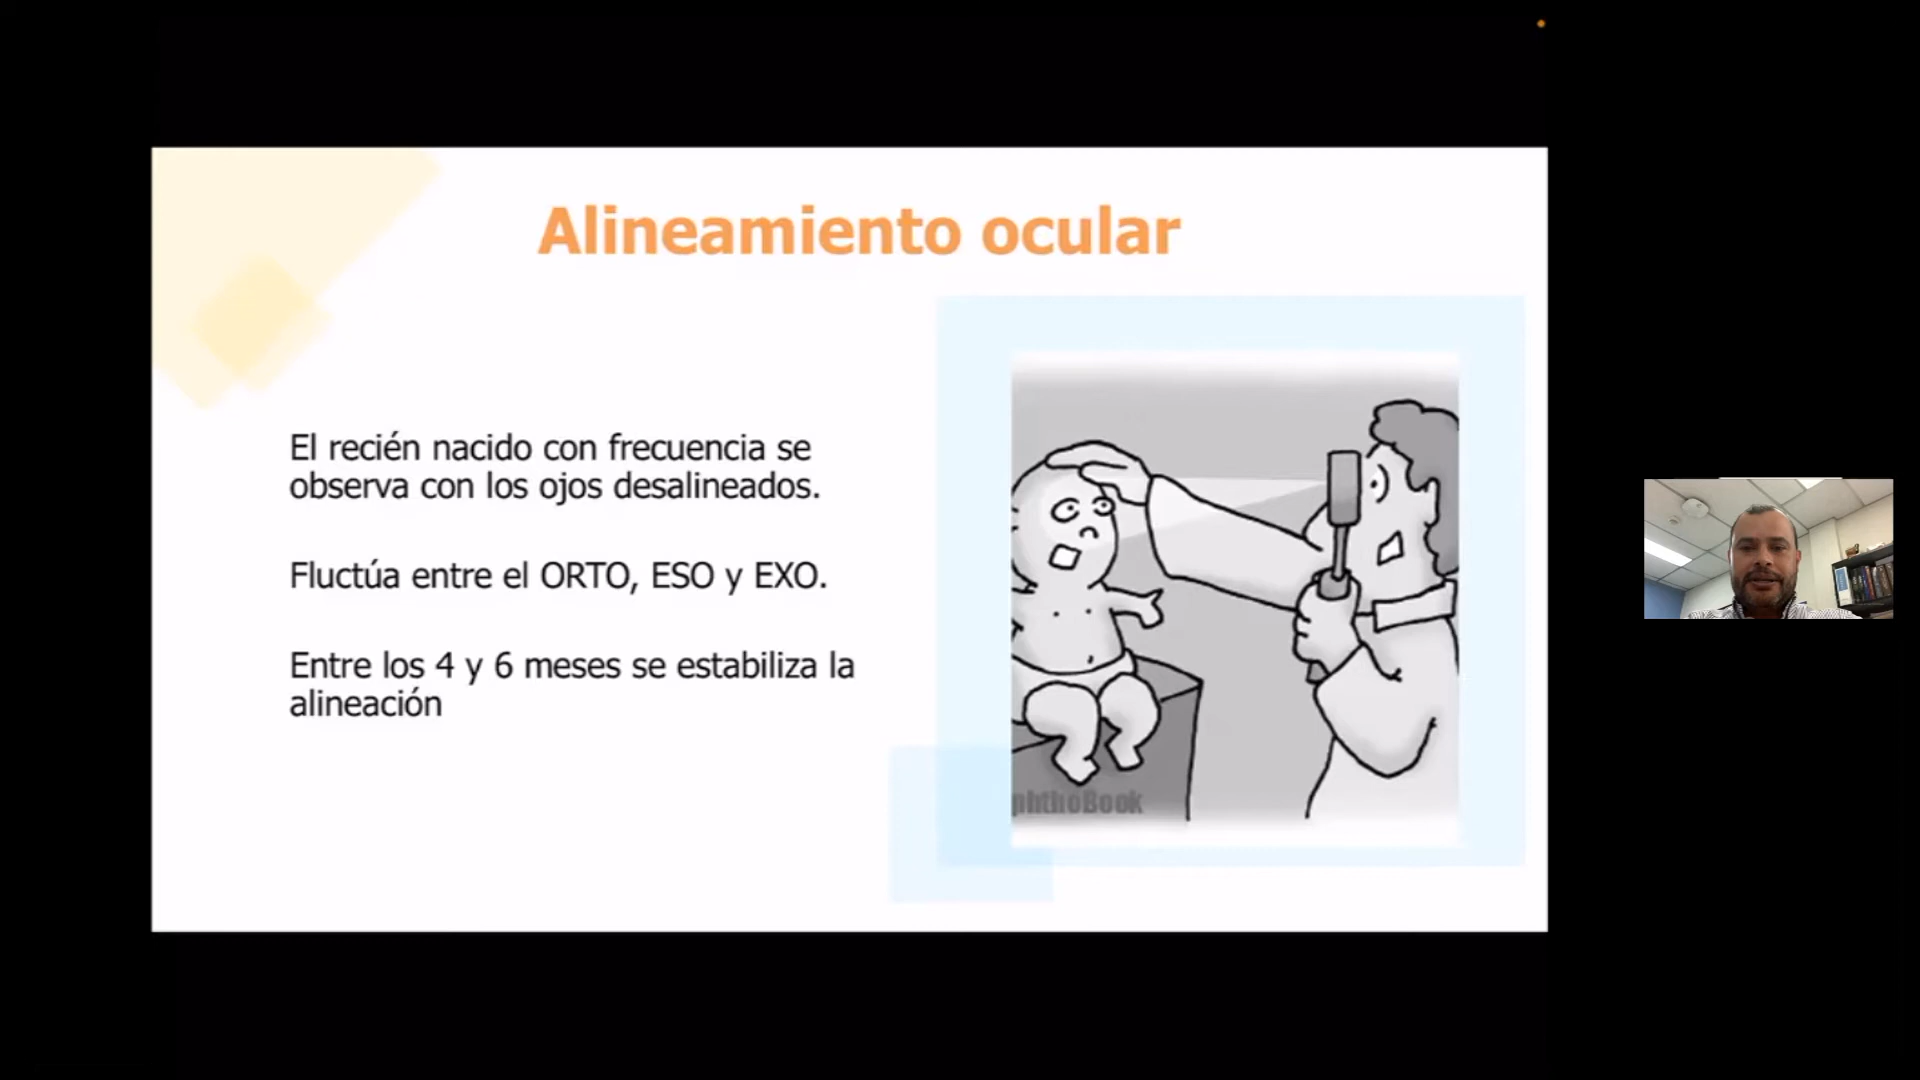 Alineamiento ocular
El recién nacido con frecuencia se
observa con los ojos desalineados.
Fluctúa entre el ORTO, ESO y EXO.
Entre los 4 y 6 meses se estabiliza la
alineación
phthoBook